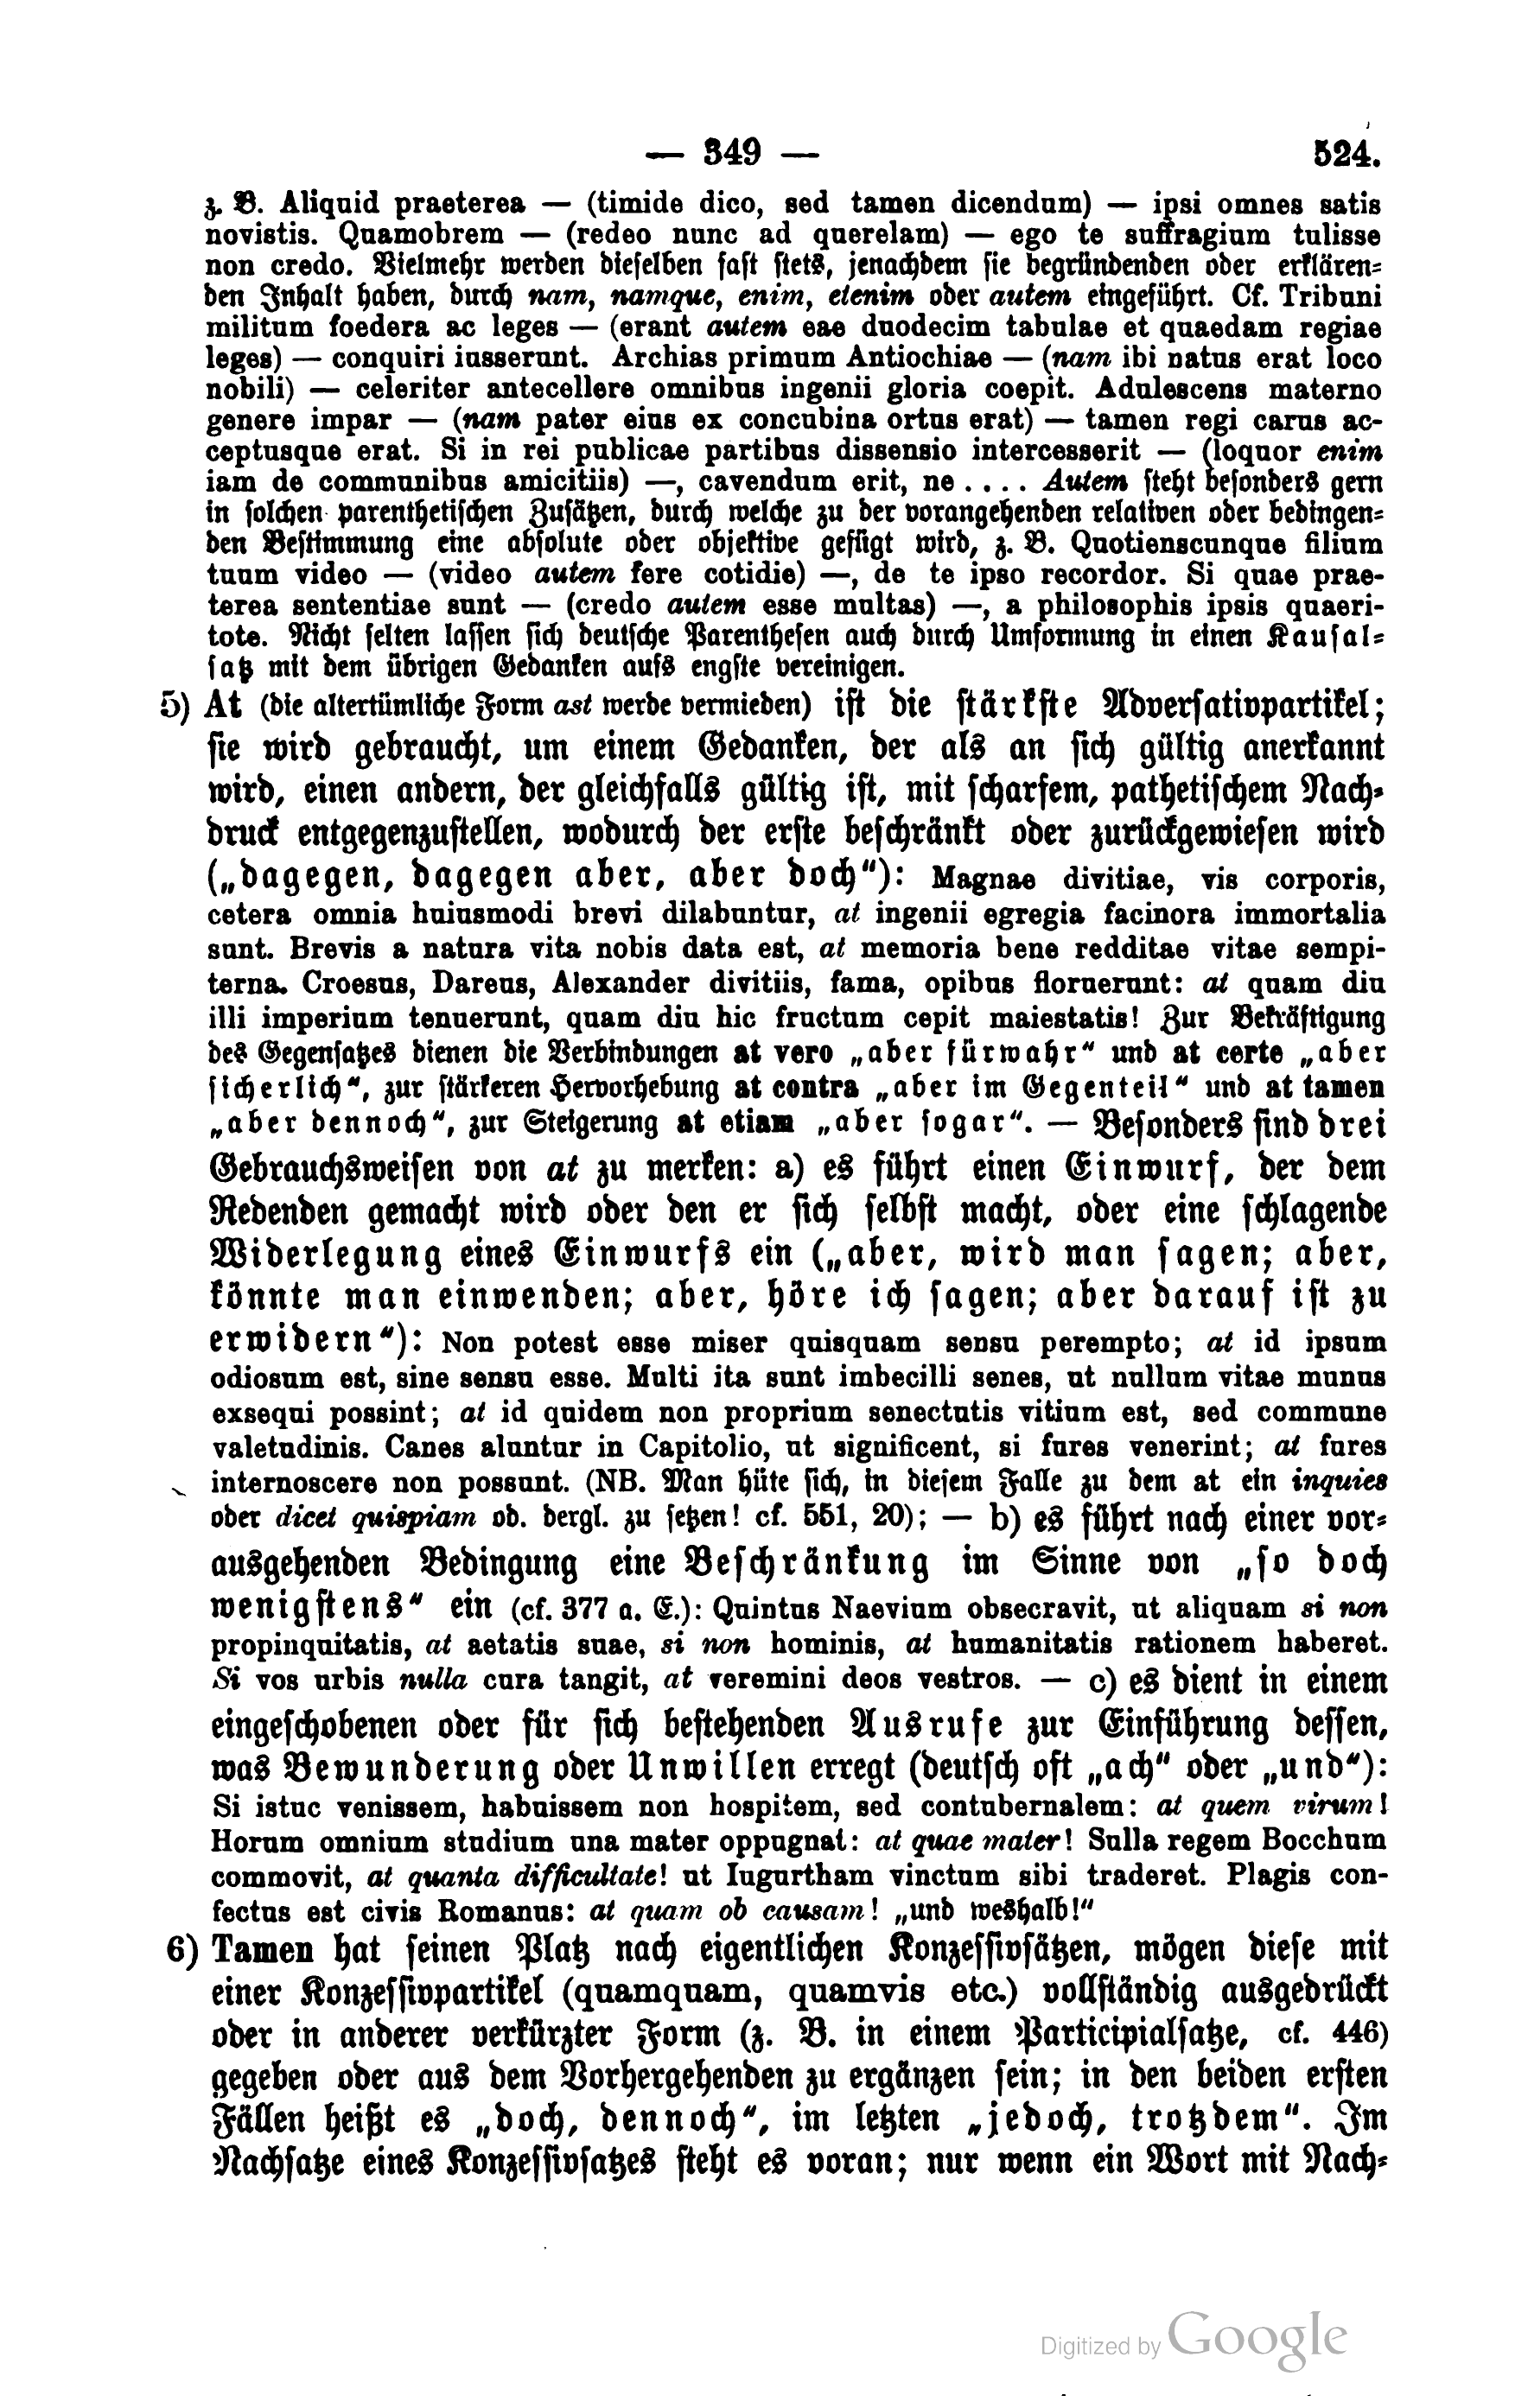 — 349 — 524.
z. B. Aliquid praeterea — (timide dico, sed tamen dicendum) — ipsi omnes satis
novistis. Quamobrem — (redeo nunc ad querelam) — ego te suffragium tulisse
non credo. Vielmehr werden dieselben fast stets, jenachdem sie begründenden oder erklären-
den Inhalt haben, durch nam, namque, enim, etenim oder autem eingeführt. Cf. Tribuni
militum foedera ac leges — (erant autem eae duodecim tabulae et quaedam regiae
leges) — conquiri iusserunt. Archias primum Antiochiae — (nam ibi natus erat loco
nobili) — celeriter antecellere omnibus ingenii gloria coepit. Adulescens materno
genere impar — (nam pater eius ex concubina ortus erat) — tamen regi carus ac-
ceptusque erat. Si in rei publicae partibus dissensio intercesserit — (loquor enim
iam de communibus amicitiis) —, cavendum erit, ne .... Autem steht besonders gern
in solchen parenthetischen Zusätzen, durch welche zu der vorangehenden relativen oder bedingen-
den Bestimmung eine absolute oder objektive gefügt wird, z. B. Quotienscunque filium
tuum video — (video autem fere cotidie) —, de te ipso recordor. Si quae prae-
terea sententiae sunt — (credo autem esse multas) —, a philosophis ipsis quaeri-
tote. Nicht selten lassen sich deutsche Parenthesen auch durch Umformung in einen Kausal-
satz mit dem übrigen Gedanken aufs engste vereinigen.
5) At (die altertümliche Form ast werde vermieden) ist die stärkste Adversativpartikel;
sie wird gebraucht, um einem Gedanken, der als an sich gültig anerkannt
wird, einen andern, der gleichfalls gültig ist, mit scharfem, pathetischem Nach-
druck entgegenzustellen, wodurch der erste beschränkt oder zurückgewiesen wird
(„dagegen, dagegen aber, aber doch“): Magnae divitiae, vis corporis,
cetera omnia huiusmodi brevi dilabuntur, at ingenii egregia facinora immortalia
sunt. Brevis a natura vita nobis data est, at memoria bene redditae vitae sempi-
terna. Croesus, Dareus, Alexander divitiis, fama, opibus floruerunt: at quam diu
illi imperium tenuerunt, quam diu hic fructum cepit maiestatis! Zur Bekräftigung
des Gegensatzes dienen die Verbindungen at vero „aber fürwahr“ und at certe „aber
sicherlich“, zur stärkeren Hervorhebung at contra „aber im Gegenteil“ und at tamen
„aber dennoch“, zur Steigerung at etiam „aber sogar“. — Besonders sind drei
Gebrauchsweisen von at zu merken: a) es führt einen Einwurf, der dem
Redenden gemacht wird oder den er sich selbst macht, oder eine schlagende
Widerlegung eines Einwurfs ein („aber, wird man sagen; aber,
könnte man einwenden; aber, höre ich sagen; aber darauf ist zu
erwidern“): Non potest esse miser quisquam sensu perempto; at id ipsum
odiosum est, sine sensu esse. Multi ita sunt imbecilli senes, ut nullum vitae munus
exsequi possint; at id quidem non proprium senectutis vitium est, sed commune
valetudinis. Canes aluntur in Capitolio, ut significent, si fures venerint; at fures
internoscere non possunt. (NB. Man hüte sich, in diesem Falle zu dem at ein inquies
oder dicet quispiam od. dergl. zu setzen! cf. 551, 20); — b) es führt nach einer vor-
ausgehenden Bedingung eine Beschränkung im Sinne von „so doch
wenigstens“ ein (cf. 377 a. E.): Quintus Naevium obsecravit, ut aliquam si non
propinquitatis, at aetatis suae, si non hominis, at humanitatis rationem haberet.
Si vos urbis nulla cura tangit, at veremini deos vestros. — c) es dient in einem
eingeschobenen oder für sich bestehenden Ausrufe zur Einführung dessen,
was Bewunderung oder Unwillen erregt (deutsch oft „ach“ oder „und“):
Si istuc venissem, habuissem non hospitem, sed contubernalem: at quem virum!
Horum omnium studium una mater oppugnat: at quae mater! Sulla regem Bocchum
commovit, at quanta difficultate! ut Iugurtham vinctum sibi traderet. Plagis con-
fectus est civis Romanus: at quam ob causam! „und weshalb!“
6) Tamen hat seinen Platz nach eigentlichen Konzessivsätzen, mögen diese mit
einer Konzessivpartikel (quamquam, quamvis etc.) vollständig ausgedrückt
oder in anderer verkürzter Form (z. B. in einem Participialsatze, cf. 446)
gegeben oder aus dem Vorhergehenden zu ergänzen sein; in den beiden ersten
Fällen heißt es „doch, dennoch“, im letzten „jedoch, trotzdem“. Im
Nachsatze eines Konzessivsatzes steht es voran; nur wenn ein Wort mit Nach-
Digitized by Google